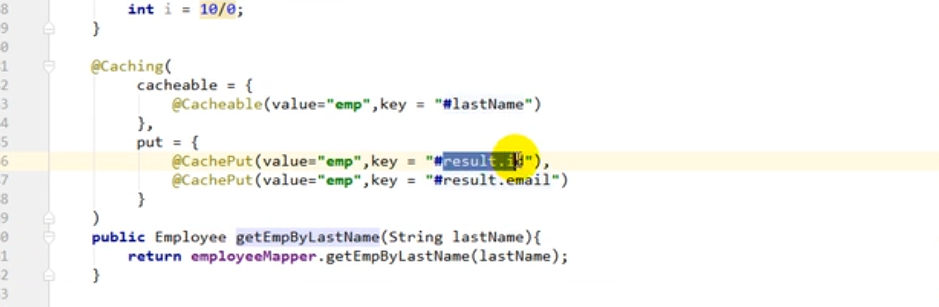 8 int i = 10/0;
9 }
0
1 @Caching(
2 cacheable = {
3 @Cacheable(value="emp",key = "#lastName")
4 },
5 put = {
6 @CachePut(value="emp",key = "#result.id"),
7 @CachePut(value="emp",key = "#result.email")
8 }
9 )
0 public Employee getEmpByLastName(String lastName){
1 return employeeMapper.getEmpByLastName(lastName);
2 }
3